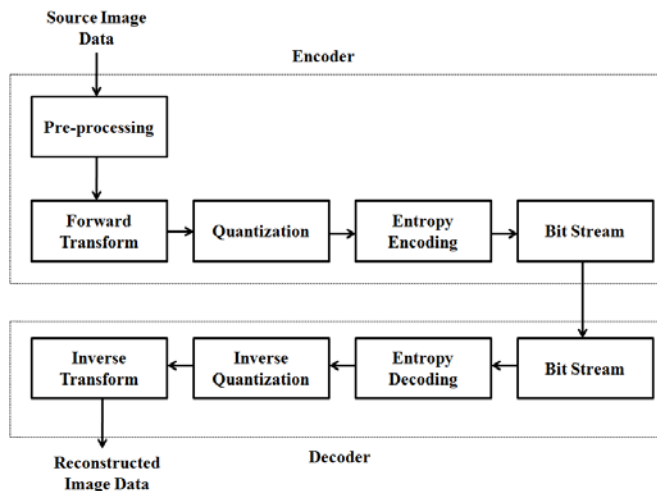 Source Image
Data
Encoder
Pre-processing
Forward
Transform
Quantization
Entropy
Encoding
Bit Stream
Inverse
Transform
Inverse
Quantization
Entropy
Decoding
Bit Stream
Reconstructed
Image Data
Decoder